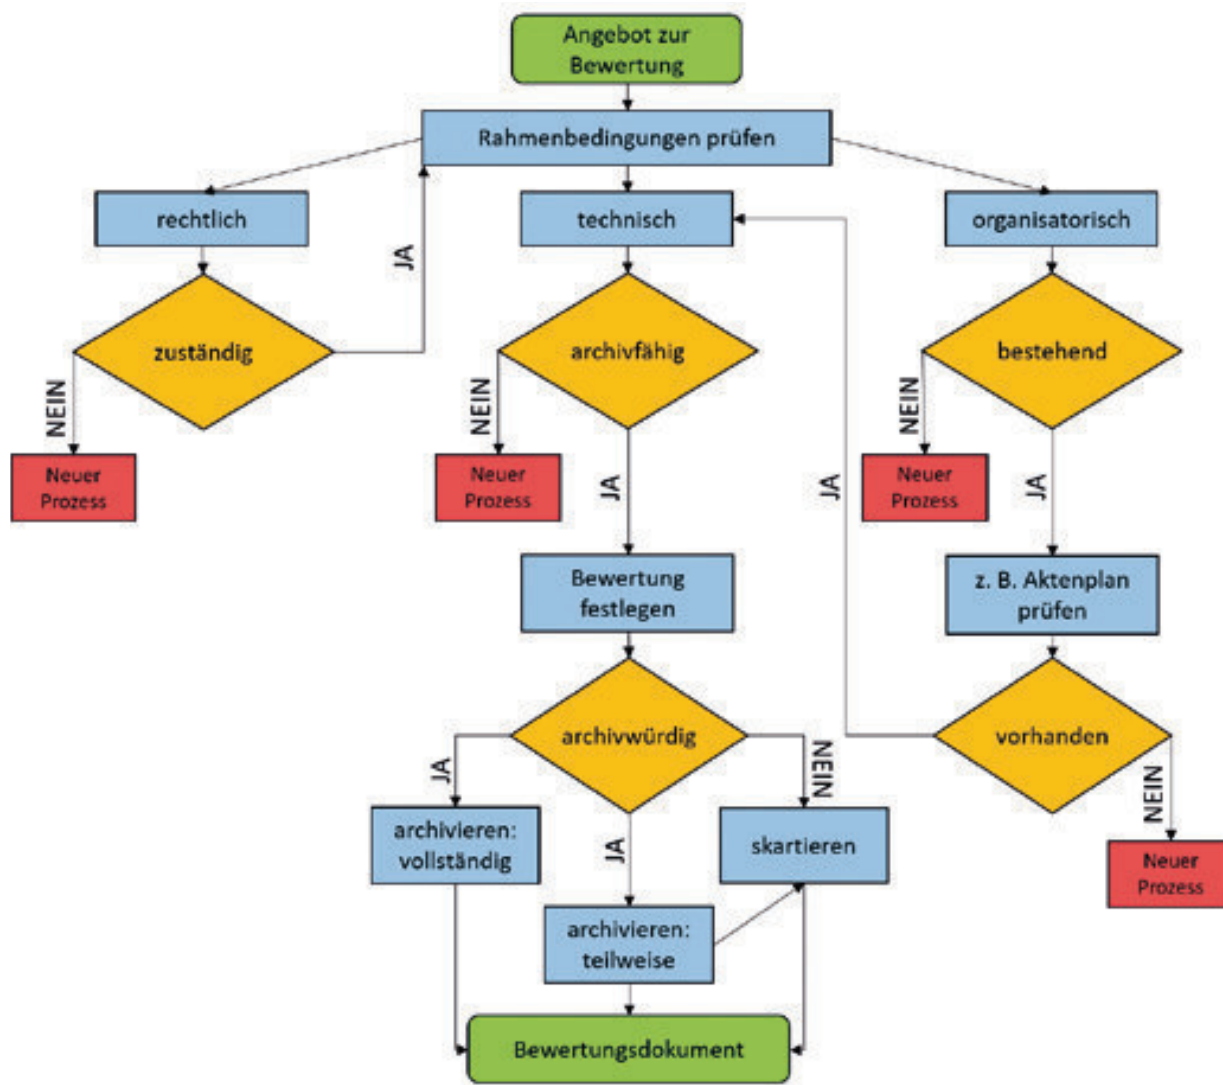 Angebot zur
Bewertung
Rahmenbedingungen prüfen
rechtlich
technisch
organisatorisch
JA
zuständig
archivfähig
bestehend
NEIN
NEIN
NEIN
Neuer
Prozess
Neuer
Prozess
Neuer
Prozess
JA
JA
JA
Bewertung
festlegen
z. B. Aktenplan
prüfen
archivwürdig
vorhanden
JA
NEIN
NEIN
archivieren:
vollständig
JA
skartieren
Neuer
Prozess
archivieren:
teilweise
Bewertungsdokument